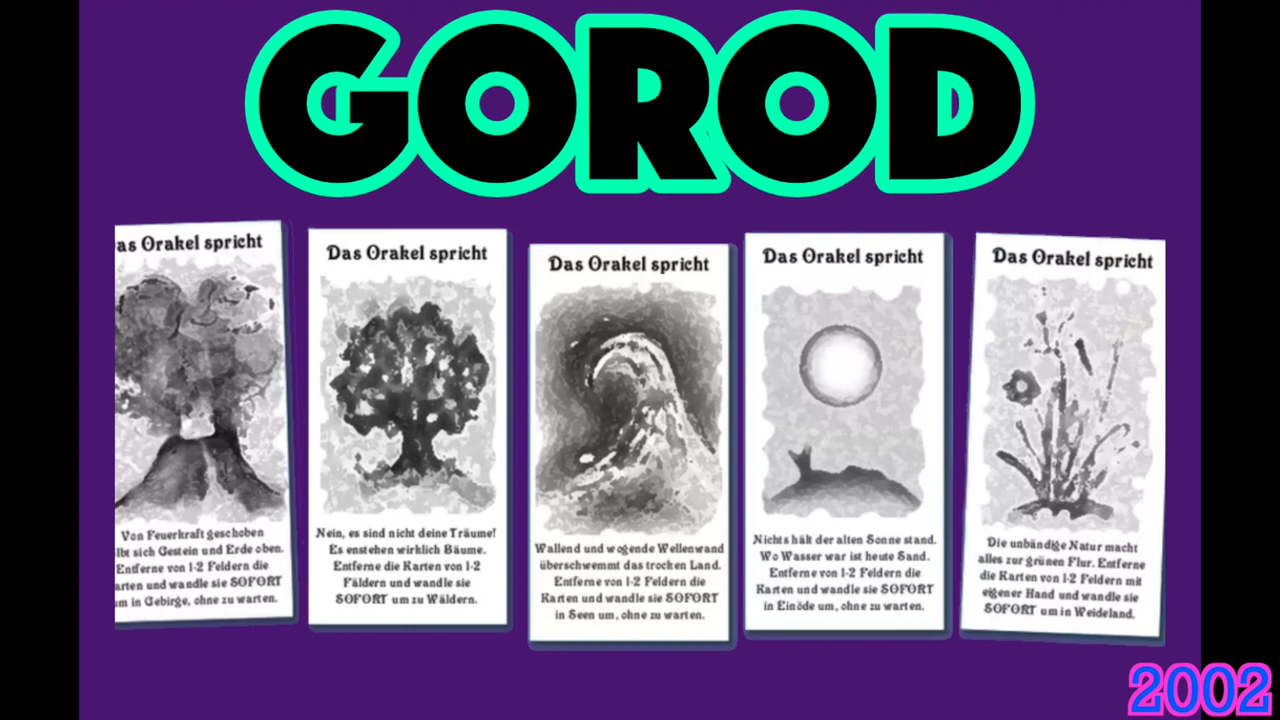 GOROD
as Orakel spricht
Von Feuerkraft geschoben
lbt sich Gestein und Erde oben.
Entferne von 1-2 Feldern die
arten und wandle sie SOFORT
um in Gebirge, ohne zu warten.
Das Orakel spricht
Nein, es sind nicht deine Träume!
Es enstehen wirklich Bäume.
Entferne die Karten von 1-2
Fäldern und wandle sie
SOFORT um zu Wäldern.
Das Orakel spricht
Wallend und wogende Wellenwand
überschwemmt das trocken Land.
Entferne von 1-2 Feldern die
Karten und wandle sie SOFORT
in Seen um, ohne zu warten.
Das Orakel spricht
Nichts hält der alten Sonne stand.
Wo Wasser war ist heute Sand.
Entferne von 1-2 Feldern die
Karten und wandle sie SOFORT
in Einöde um, ohne zu warten.
Das Orakel spricht
Die unbändige Natur macht
alles zur grünen Flur. Entferne
die Karten von 1-2 Feldern mit
eigener Hand und wandle sie
SOFORT um in Weideland.
2002